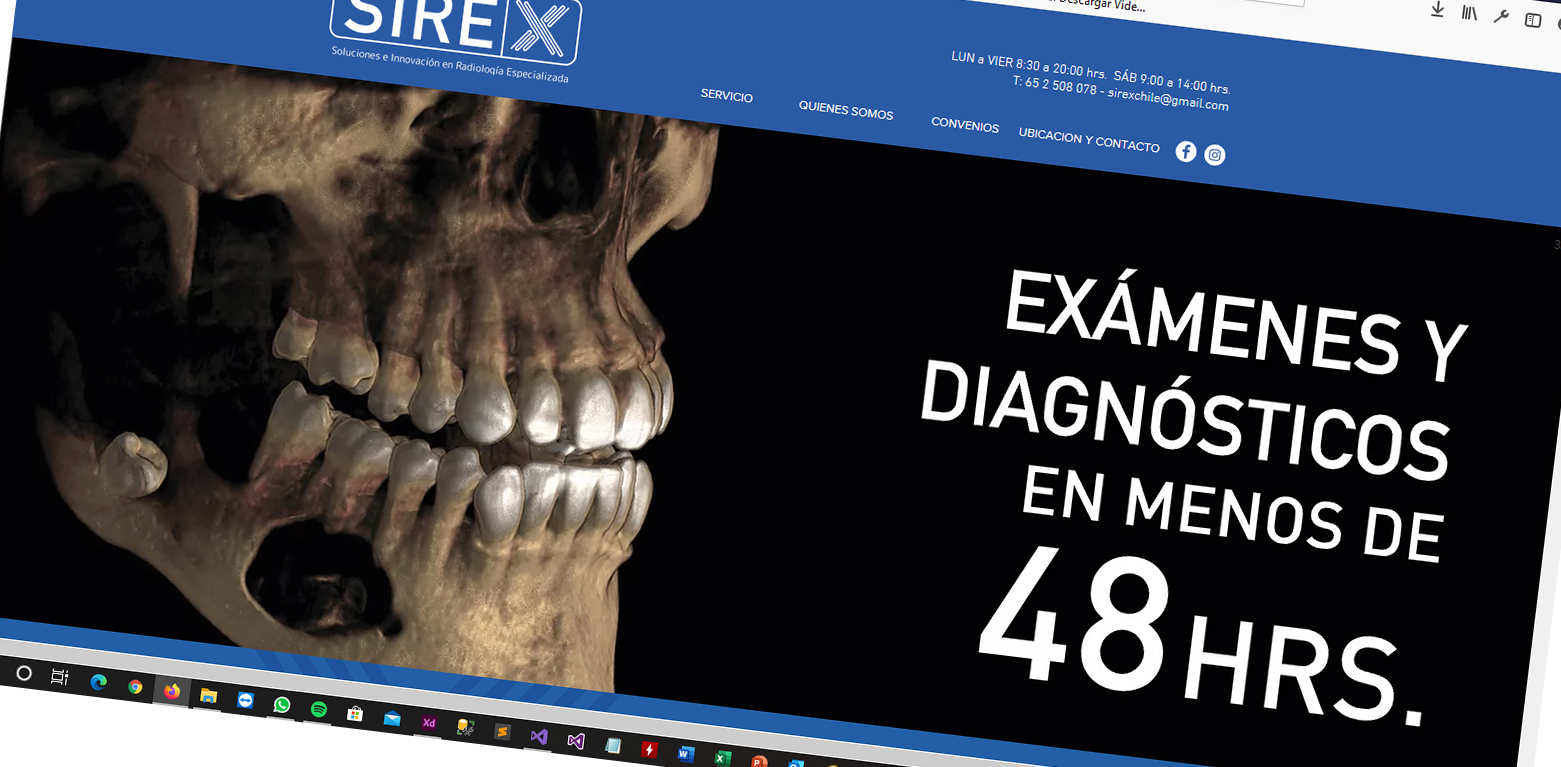 Descargar Vide...
SIREX
Soluciones e Innovación en Radiología Especializada
LUN a VIER 8:30 a 20:00 hrs. SÁB 9:00 a 14:00 hrs.
T: 65 2 508 078 - sirexchile@gmail.com
SERVICIO
QUIENES SOMOS
CONVENIOS
UBICACION Y CONTACTO
EXÁMENES Y
DIAGNÓSTICOS
EN MENOS DE
48 HRS.
Xd